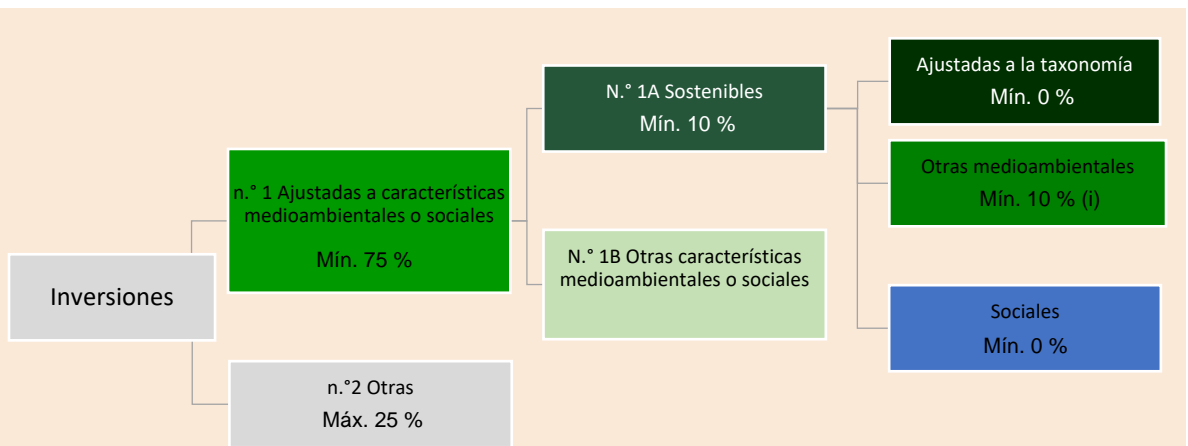 Inversiones
n.° 1 Ajustadas a características
medioambientales o sociales
Mín. 75 %
n.°2 Otras
Máx. 25 %
N.° 1A Sostenibles
Mín. 10 %
N.° 1B Otras características
medioambientales o sociales
Ajustadas a la taxonomía
Mín. 0 %
Otras medioambientales
Mín. 10 % (i)
Sociales
Mín. 0 %